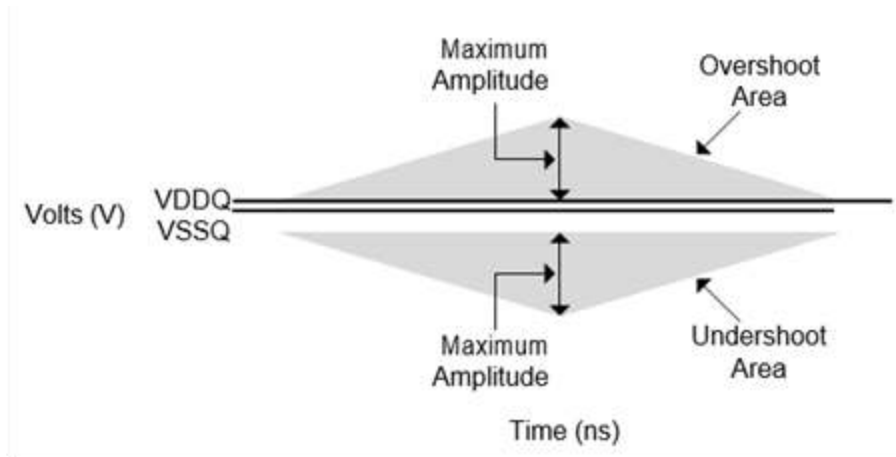 Maximum
Amplitude
Overshoot
Area
VDDQ
Volts (V)
VSSQ
Maximum
Amplitude
Undershoot
Area
Time (ns)